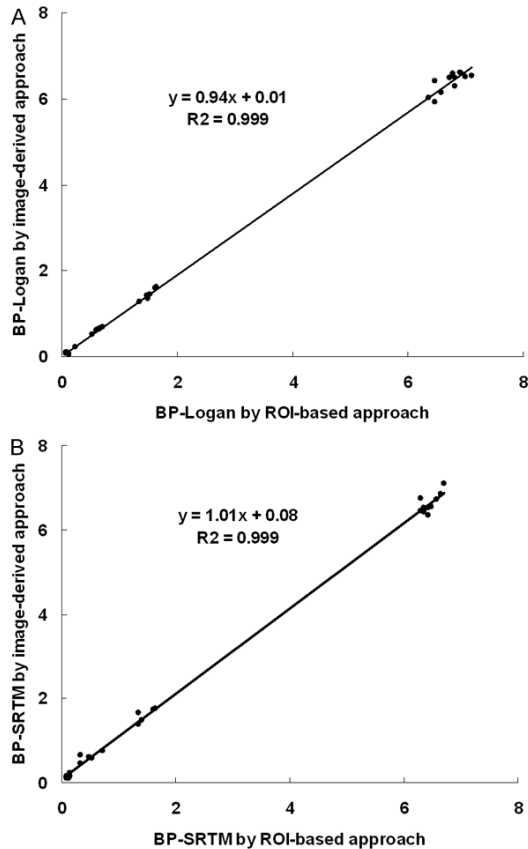 A
8
6
4
2
0
BP-Logan by image-derived approach
y = 0.94x + 0.01
R2 = 0.999
0 2 4 6 8
BP-Logan by ROI-based approach
B
8
6
4
2
0
BP-SRTM by image-derived approach
y = 1.01x + 0.08
R2 = 0.999
0 2 4 6 8
BP-SRTM by ROI-based approach